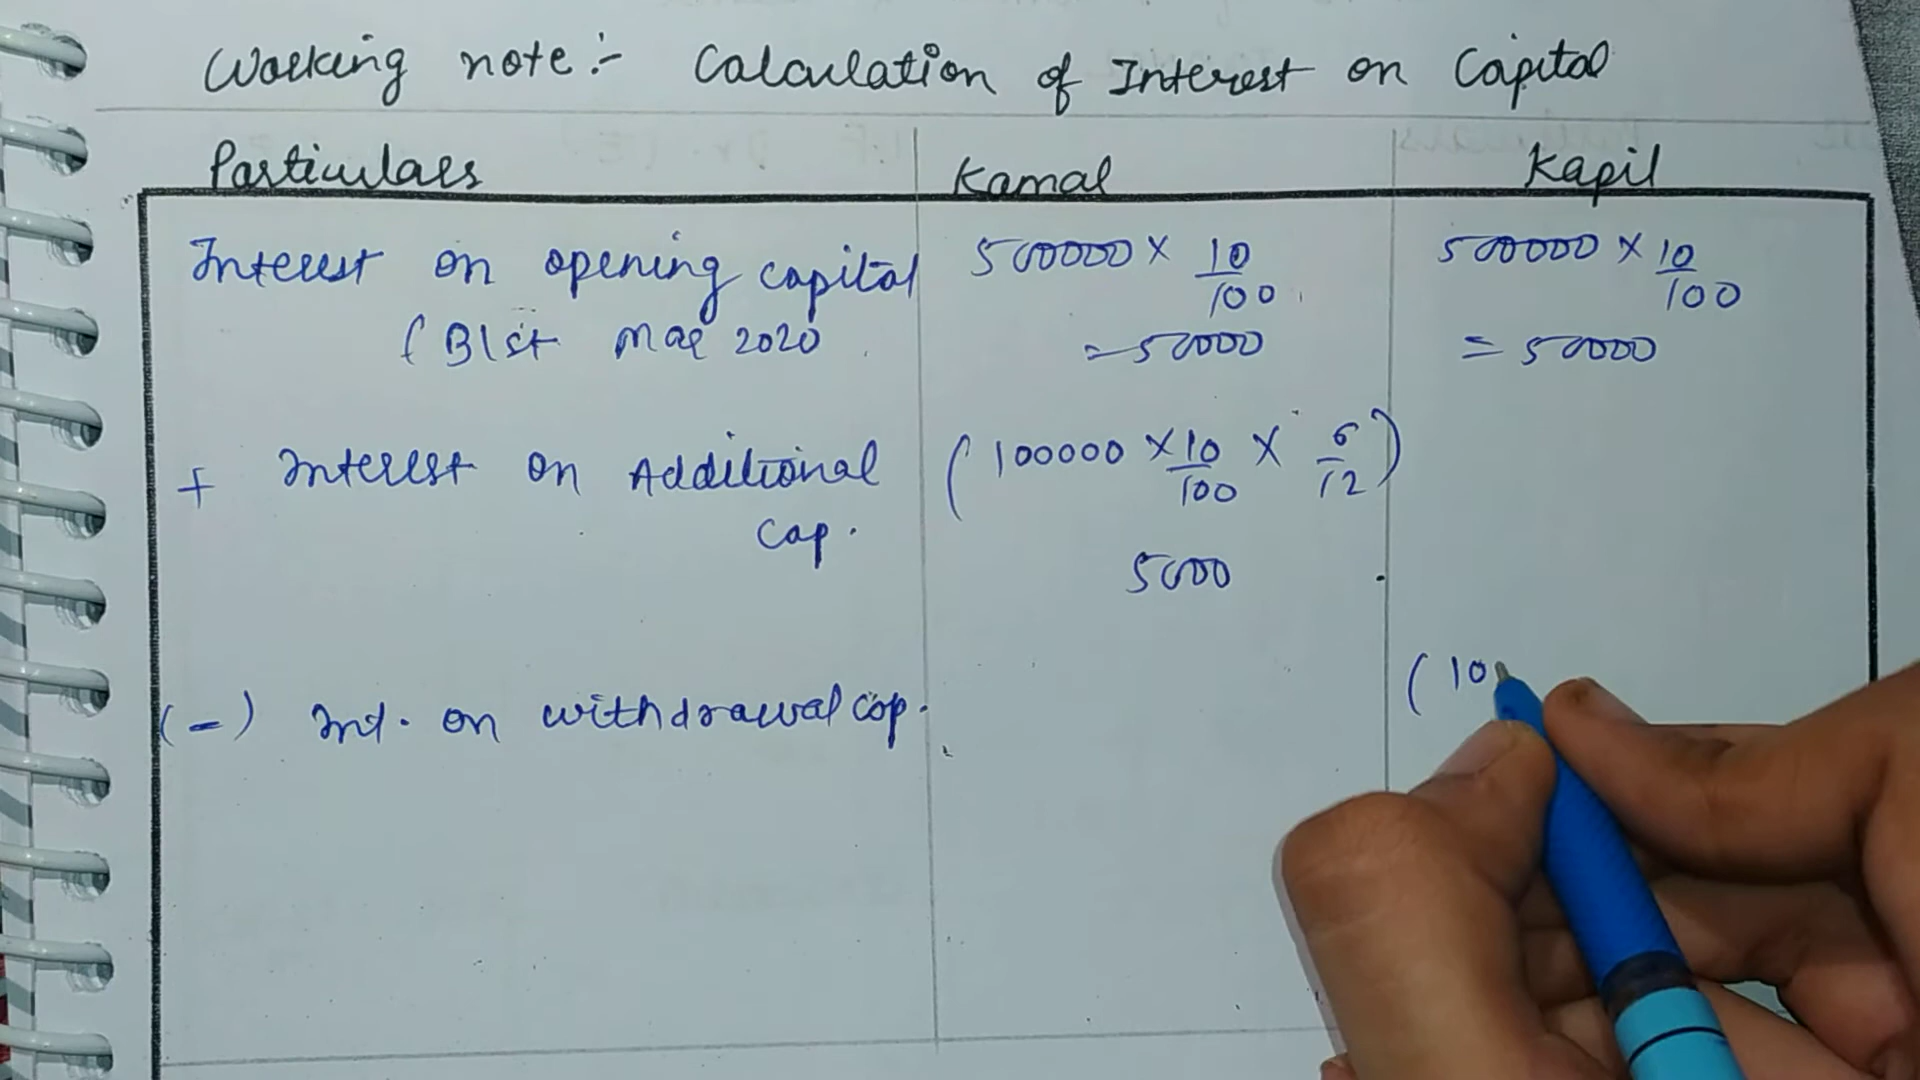 Working note :- Calculation of Interest on Capital
Particulars Kamal Kapil
Interest on opening capital 500000 × 10/100 500000 × 10/100
(31st Mar 2020 = 50000 = 50000
+ Interest on Additional (100000 × 10/100 × 6/12)
Cap. 5000
(-) Int. on withdrawal cap. (10